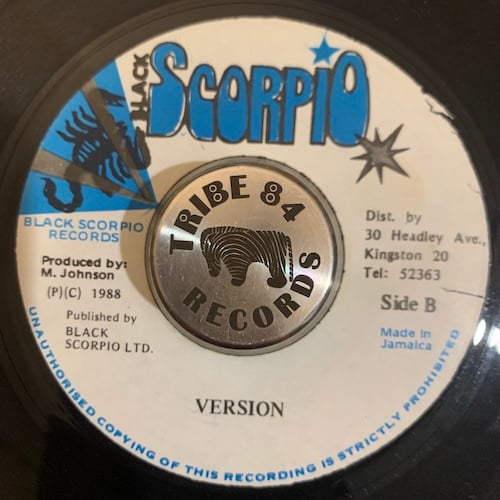 BLACK
SCORPIO
BLACK SCORPIO
RECORDS
Produced by:
M. Johnson
(P)(C) 1988
Published by
BLACK
SCORPIO LTD.
TRIBE 84
RECORDS
Dist. by
30 Headley Ave.,
Kingston 20
Tel: 52363
Side B
Made in
Jamaica
VERSION
UNAUTHORISED COPYING OF THIS RECORDING IS STRICTLY PROHIBITED